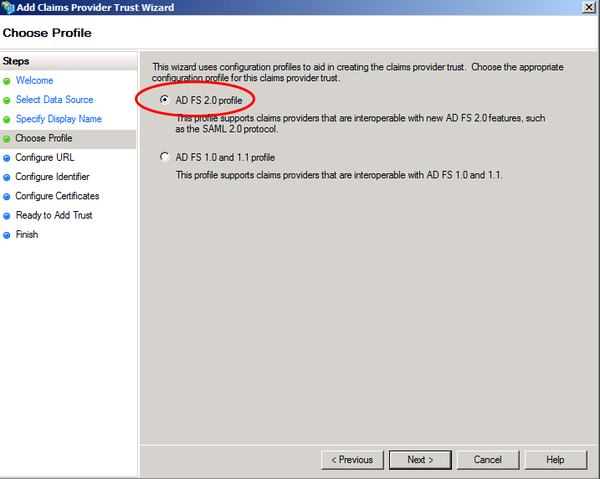 Add Claims Provider Trust Wizard
Choose Profile
Steps
Welcome
Select Data Source
Specify Display Name
Choose Profile
Configure URL
Configure Identifier
Configure Certificates
Ready to Add Trust
Finish
This wizard uses configuration profiles to aid in creating the claims provider trust. Choose the appropriate
configuration profile for this claims provider trust.
AD FS 2.0 profile
This profile supports claims providers that are interoperable with new AD FS 2.0 features, such
as the SAML 2.0 protocol.
AD FS 1.0 and 1.1 profile
This profile supports claims providers that are interoperable with AD FS 1.0 and 1.1.
< Previous
Next >
Cancel
Help